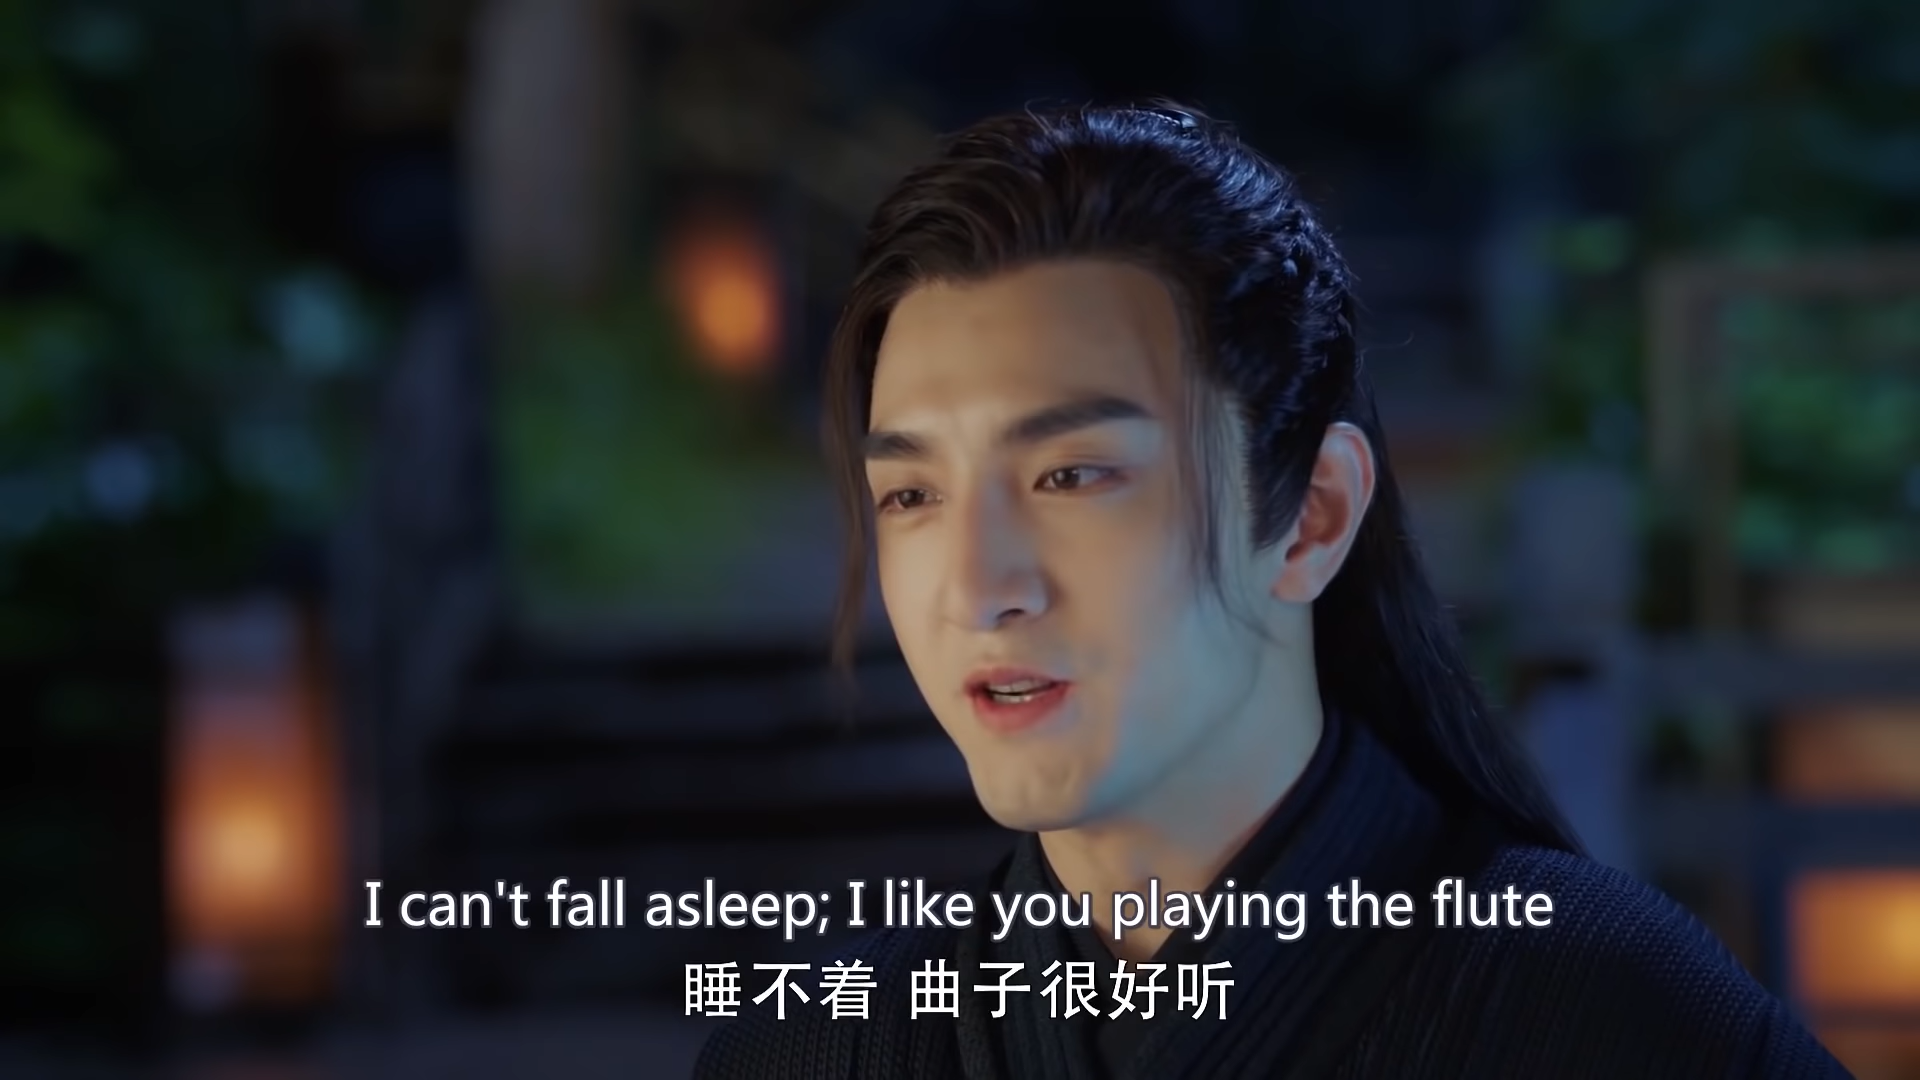 I can't fall asleep; I like you playing the flute
睡不着 曲子很好听